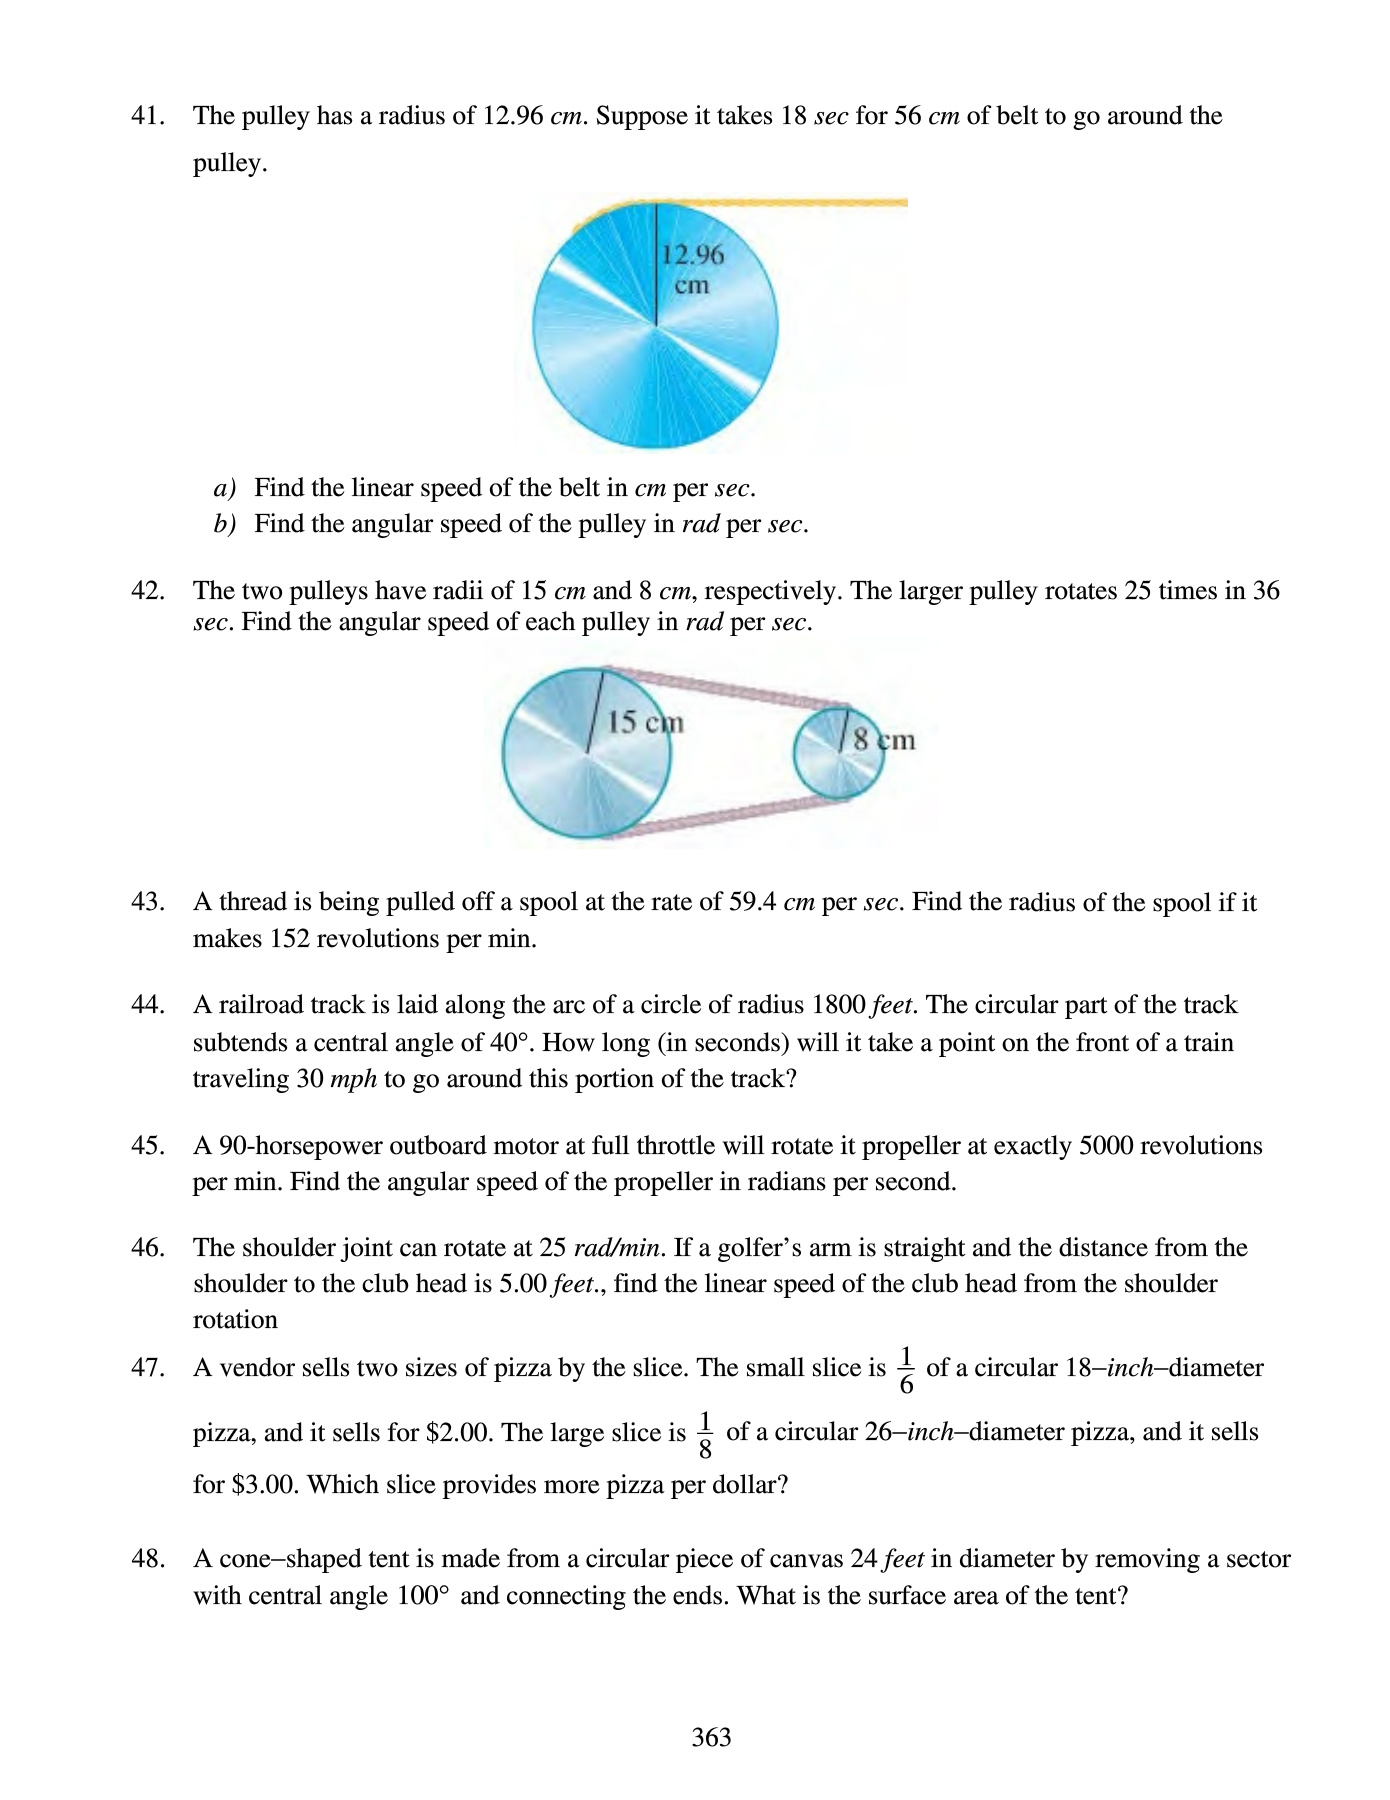 41. The pulley has a radius of 12.96 cm. Suppose it takes 18 sec for 56 cm of belt to go around the
pulley.
12.96
cm
a) Find the linear speed of the belt in cm per sec.
b) Find the angular speed of the pulley in rad per sec.
42. The two pulleys have radii of 15 cm and 8 cm, respectively. The larger pulley rotates 25 times in 36
sec. Find the angular speed of each pulley in rad per sec.
15 cm
8 cm
43. A thread is being pulled off a spool at the rate of 59.4 cm per sec. Find the radius of the spool if it
makes 152 revolutions per min.
44. A railroad track is laid along the arc of a circle of radius 1800 feet. The circular part of the track
subtends a central angle of 40°. How long (in seconds) will it take a point on the front of a train
traveling 30 mph to go around this portion of the track?
45. A 90-horsepower outboard motor at full throttle will rotate it propeller at exactly 5000 revolutions
per min. Find the angular speed of the propeller in radians per second.
46. The shoulder joint can rotate at 25 rad/min. If a golfer’s arm is straight and the distance from the
shoulder to the club head is 5.00 feet., find the linear speed of the club head from the shoulder
rotation
47. A vendor sells two sizes of pizza by the slice. The small slice is 1/6 of a circular 18–inch–diameter
pizza, and it sells for $2.00. The large slice is 1/8 of a circular 26–inch–diameter pizza, and it sells
for $3.00. Which slice provides more pizza per dollar?
48. A cone–shaped tent is made from a circular piece of canvas 24 feet in diameter by removing a sector
with central angle 100° and connecting the ends. What is the surface area of the tent?
363